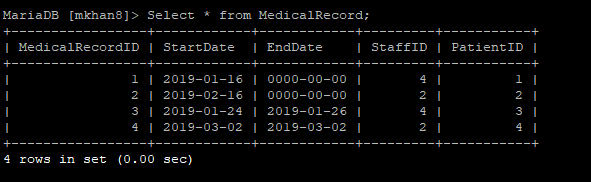 MariaDB [mkhan8]> Select * from MedicalRecord;
+-----------------+------------+------------+---------+-----------+
| MedicalRecordID | StartDate  | EndDate    | StaffID | PatientID |
+-----------------+------------+------------+---------+-----------+
|               1 | 2019-01-16 | 0000-00-00 |       4 |         1 |
|               2 | 2019-02-16 | 0000-00-00 |       2 |         2 |
|               3 | 2019-01-24 | 2019-01-26 |       4 |         3 |
|               4 | 2019-03-02 | 2019-03-02 |       2 |         4 |
+-----------------+------------+------------+---------+-----------+
4 rows in set (0.00 sec)